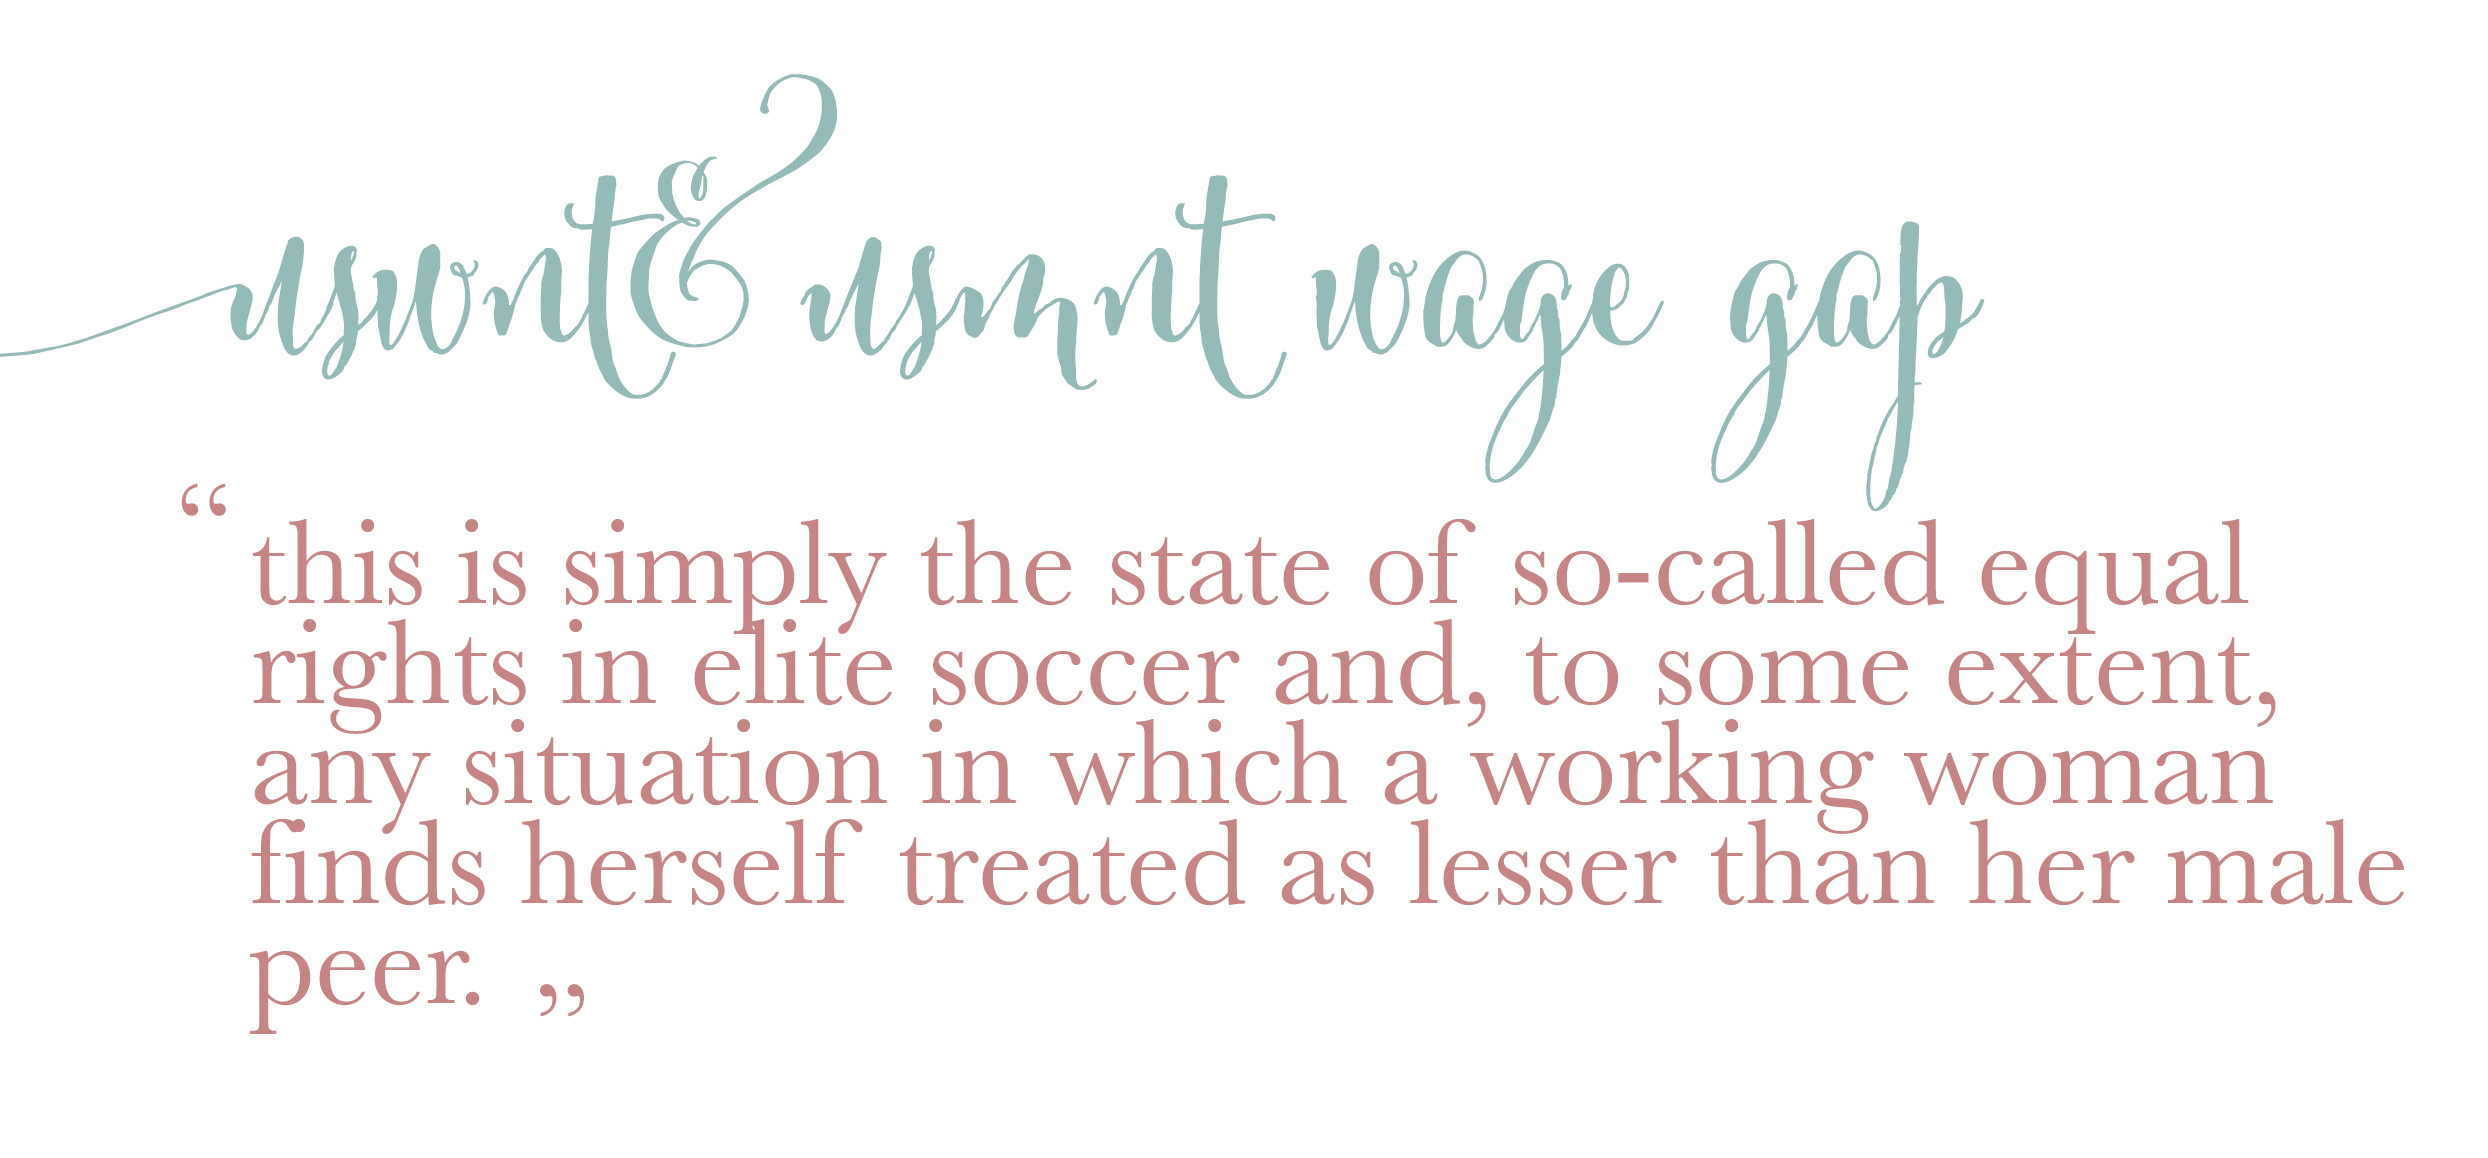 uswnt & usmnt wage gap
“ this is simply the state of so-called equal
rights in elite soccer and, to some extent,
any situation in which a working woman
finds herself treated as lesser than her male
peer. „